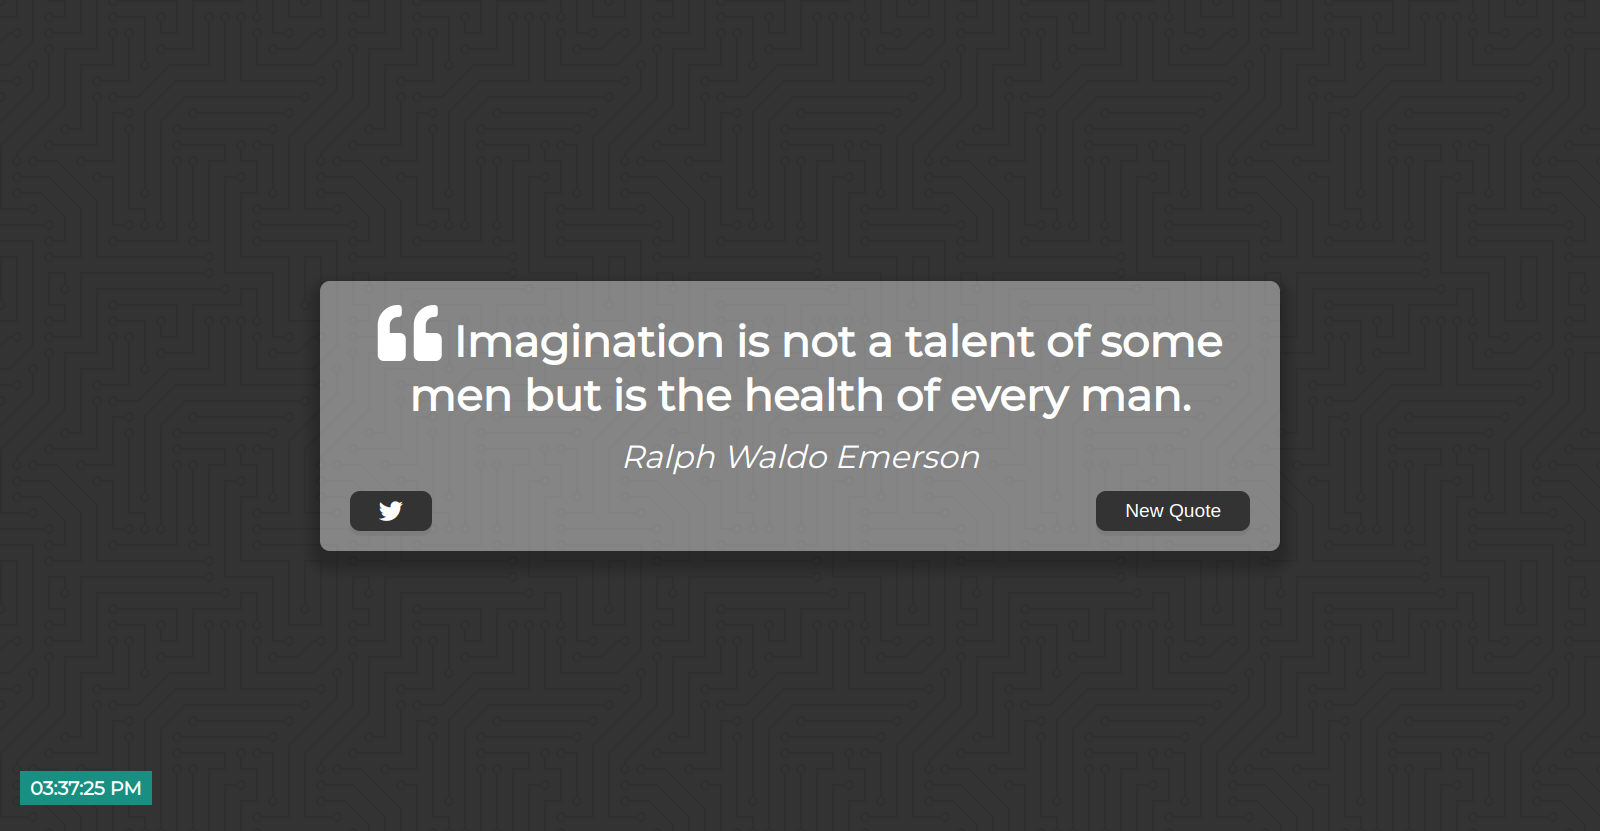 Imagination is not a talent of some
men but is the health of every man.
Ralph Waldo Emerson
New Quote
03:37:25 PM